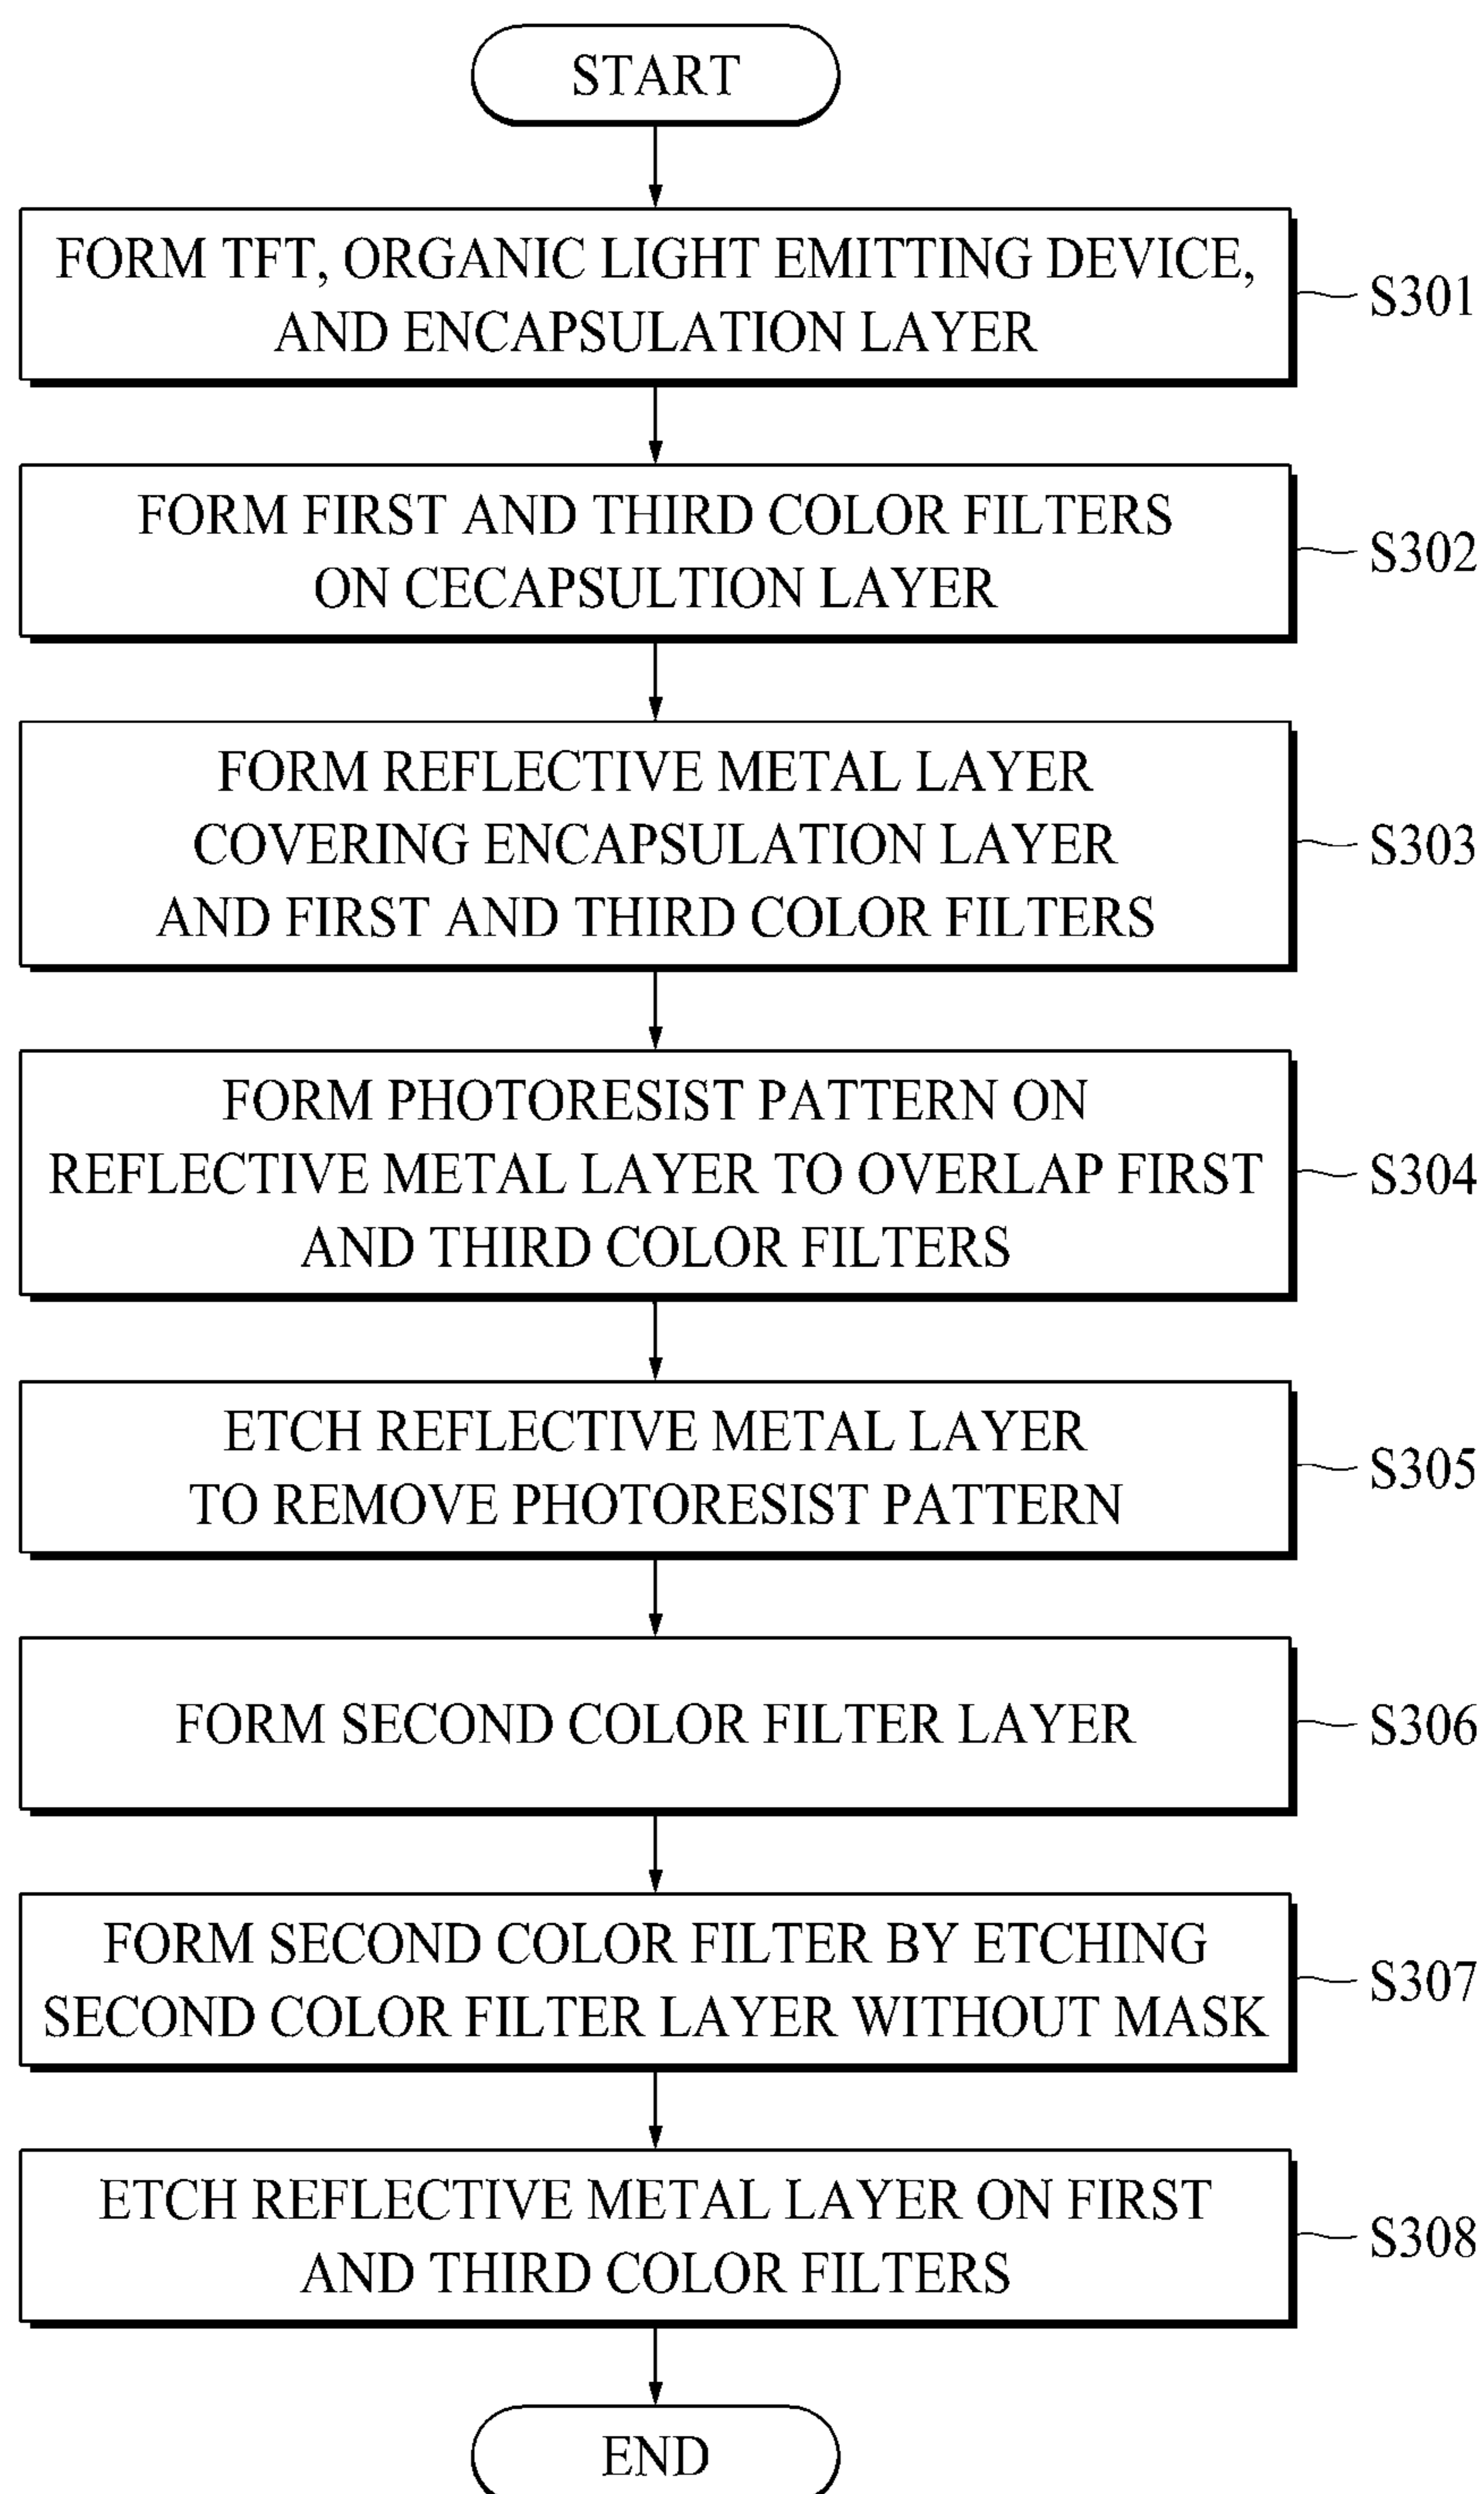 START
FORM TFT, ORGANIC LIGHT EMITTING DEVICE,
AND ENCAPSULATION LAYER
S301
FORM FIRST AND THIRD COLOR FILTERS
ON CECAPSULTION LAYER
S302
FORM REFLECTIVE METAL LAYER
COVERING ENCAPSULATION LAYER
AND FIRST AND THIRD COLOR FILTERS
S303
FORM PHOTORESIST PATTERN ON
REFLECTIVE METAL LAYER TO OVERLAP FIRST
AND THIRD COLOR FILTERS
S304
ETCH REFLECTIVE METAL LAYER
TO REMOVE PHOTORESIST PATTERN
S305
FORM SECOND COLOR FILTER LAYER
S306
FORM SECOND COLOR FILTER BY ETCHING
SECOND COLOR FILTER LAYER WITHOUT MASK
S307
ETCH REFLECTIVE METAL LAYER ON FIRST
AND THIRD COLOR FILTERS
S308
END